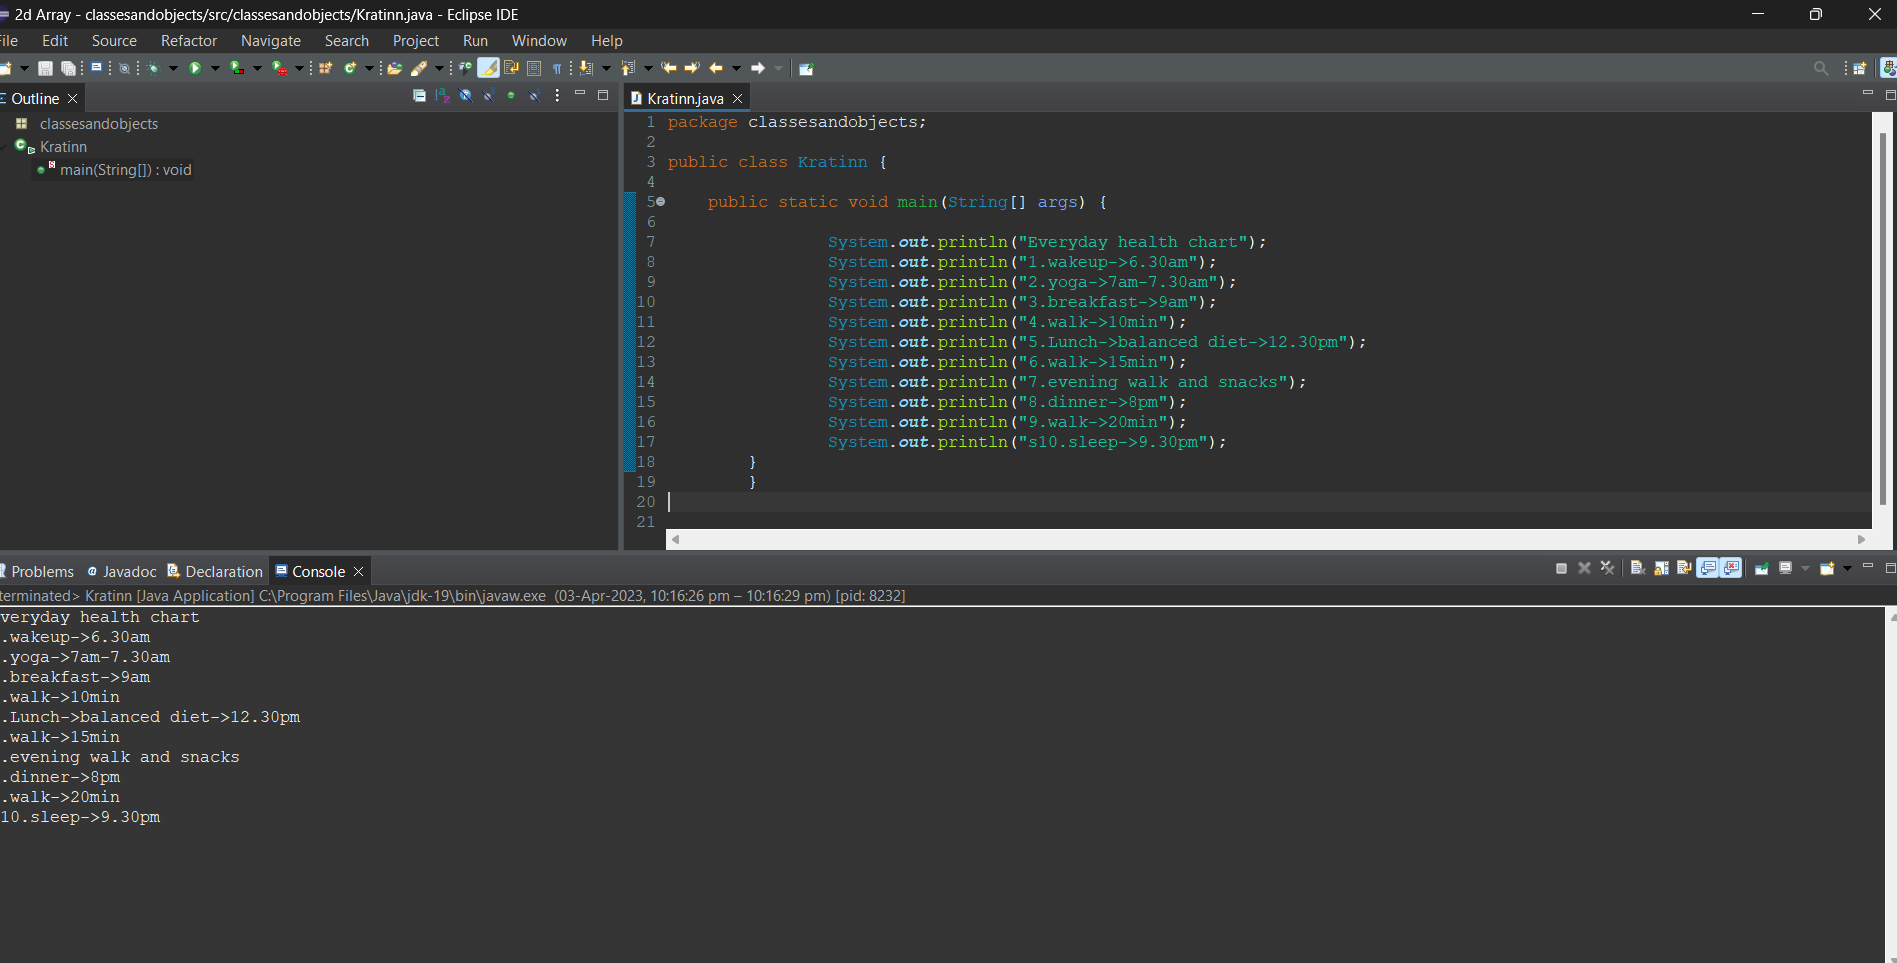 2d Array - classesandobjects/src/classesandobjects/Kratinn.java - Eclipse IDE
ile Edit Source Refactor Navigate Search Project Run Window Help
Outline
classesandobjects
Kratinn
main(String[]) : void
Kratinn.java
1 package classesandobjects;
2
3 public class Kratinn {
4
5 public static void main(String[] args) {
6
7 System.out.println("Everyday health chart");
8 System.out.println("1.wakeup->6.30am");
9 System.out.println("2.yoga->7am-7.30am");
10 System.out.println("3.breakfast->9am");
11 System.out.println("4.walk->10min");
12 System.out.println("5.Lunch->balanced diet->12.30pm");
13 System.out.println("6.walk->15min");
14 System.out.println("7.evening walk and snacks");
15 System.out.println("8.dinner->8pm");
16 System.out.println("9.walk->20min");
17 System.out.println("s10.sleep->9.30pm");
18 }
19 }
20
21
Problems Javadoc Declaration Console
terminated> Kratinn [Java Application] C:\Program Files\Java\jdk-19\bin\javaw.exe (03-Apr-2023, 10:16:26 pm – 10:16:29 pm) [pid: 8232]
veryday health chart
.wakeup->6.30am
.yoga->7am-7.30am
.breakfast->9am
.walk->10min
.Lunch->balanced diet->12.30pm
.walk->15min
.evening walk and snacks
.dinner->8pm
.walk->20min
10.sleep->9.30pm